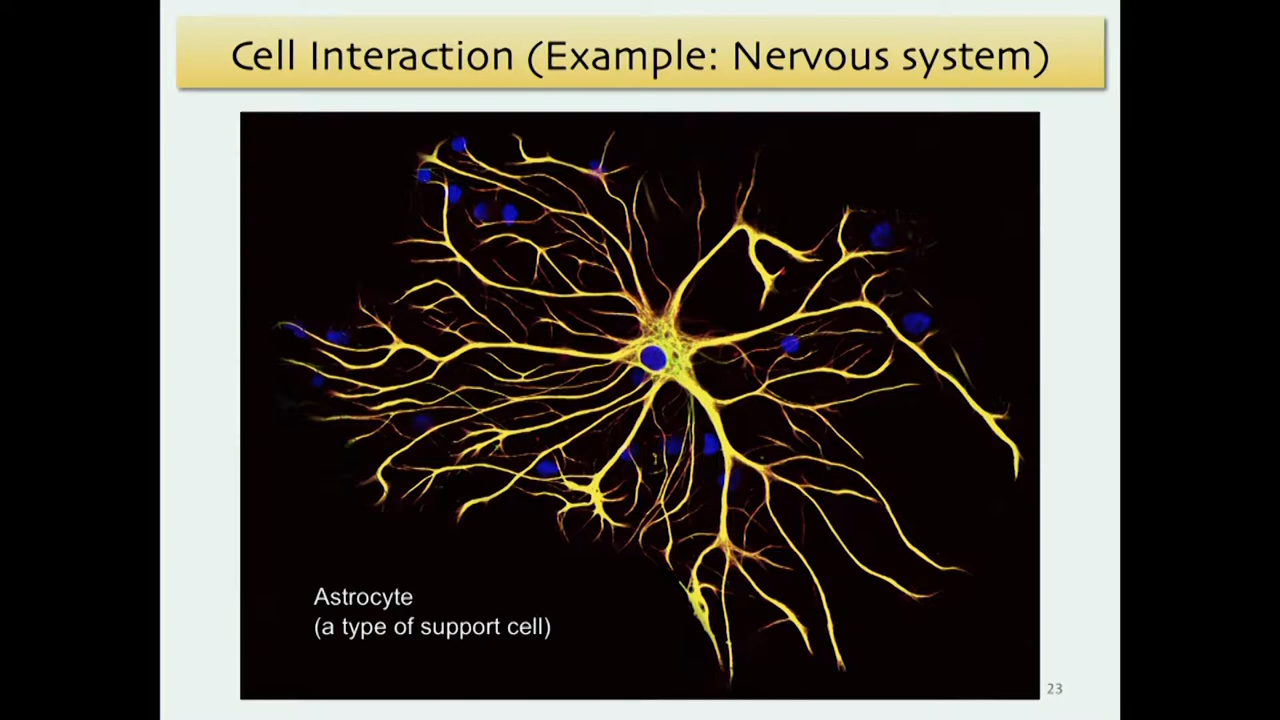 Cell Interaction (Example: Nervous system)
Astrocyte
(a type of support cell)
23